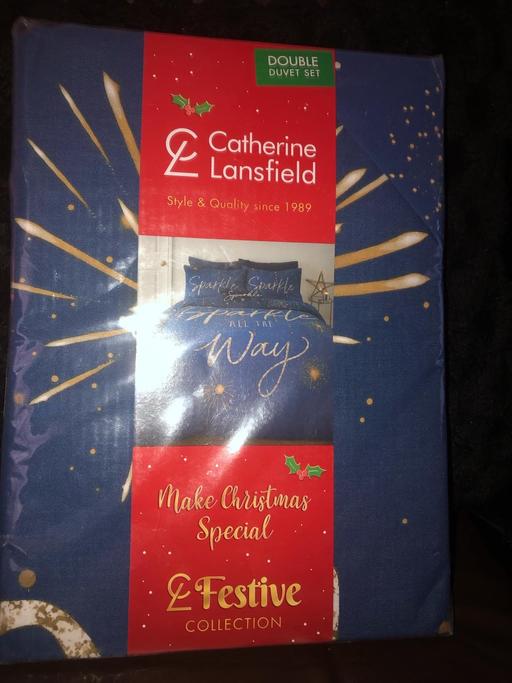 DOUBLE
DUVET SET
Catherine
Lansfield
Style & Quality since 1989
Sparkle Sparkle
Sparkle
Sparkle
ALL THE
Way
Make Christmas
Special
Festive
COLLECTION